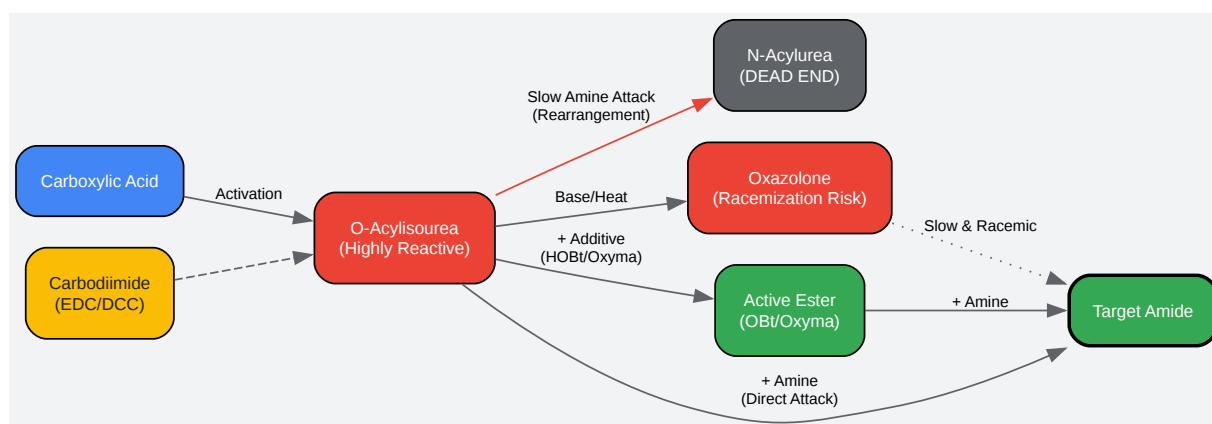 N-Acylurea
(DEAD END)
Slow Amine Attack
(Rearrangement)
Carboxylic Acid
Activation
Base/Heat
Oxazolone
(Racemization Risk)
O-Acylisourea
(Highly Reactive)
Slow & Racemic
+ Additive
(HOBt/Oxyma)
Carbodiimide
(EDC/DCC)
Active Ester
(OBt/Oxyma)
+ Amine
Target Amide
+ Amine
(Direct Attack)